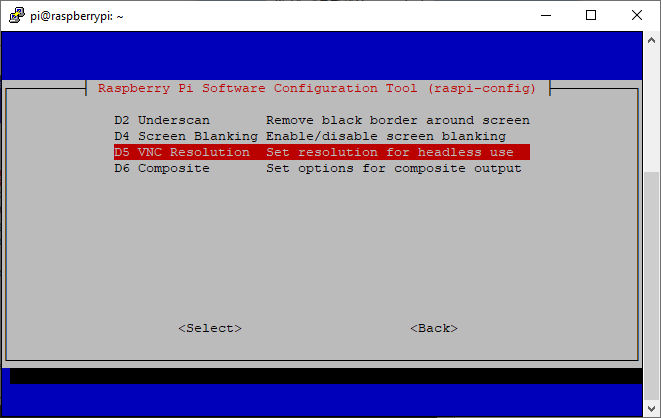 pi@raspberrypi: ~
Raspberry Pi Software Configuration Tool (raspi-config)
D2 Underscan Remove black border around screen
D4 Screen Blanking Enable/disable screen blanking
D5 VNC Resolution Set resolution for headless use
D6 Composite Set options for composite output
<Select> <Back>